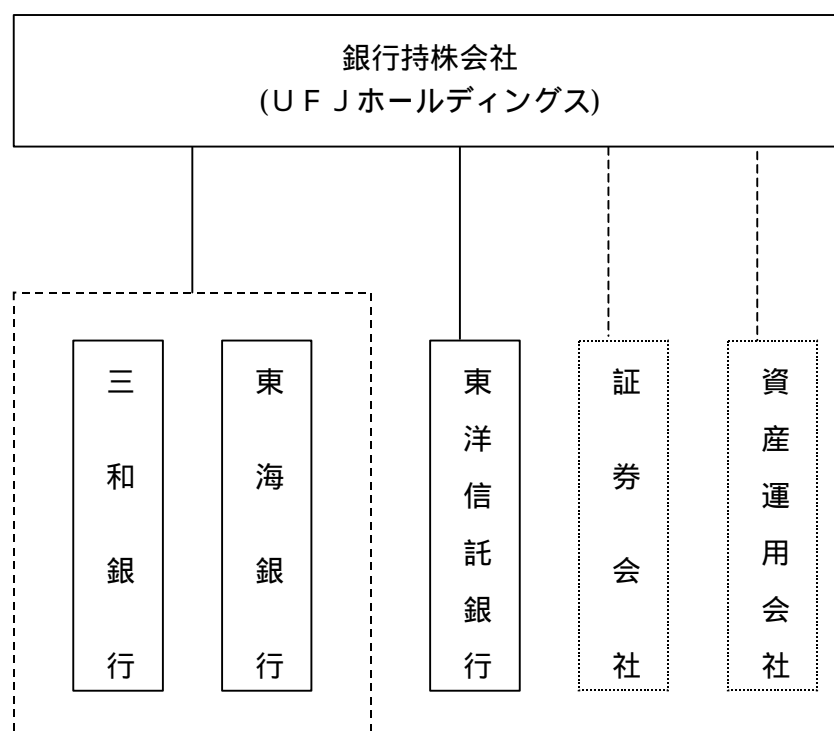 銀行持株会社
(ＵＦＪホールディングス)
三和銀行
東海銀行
東洋信託銀行
証券会社
資産運用会社